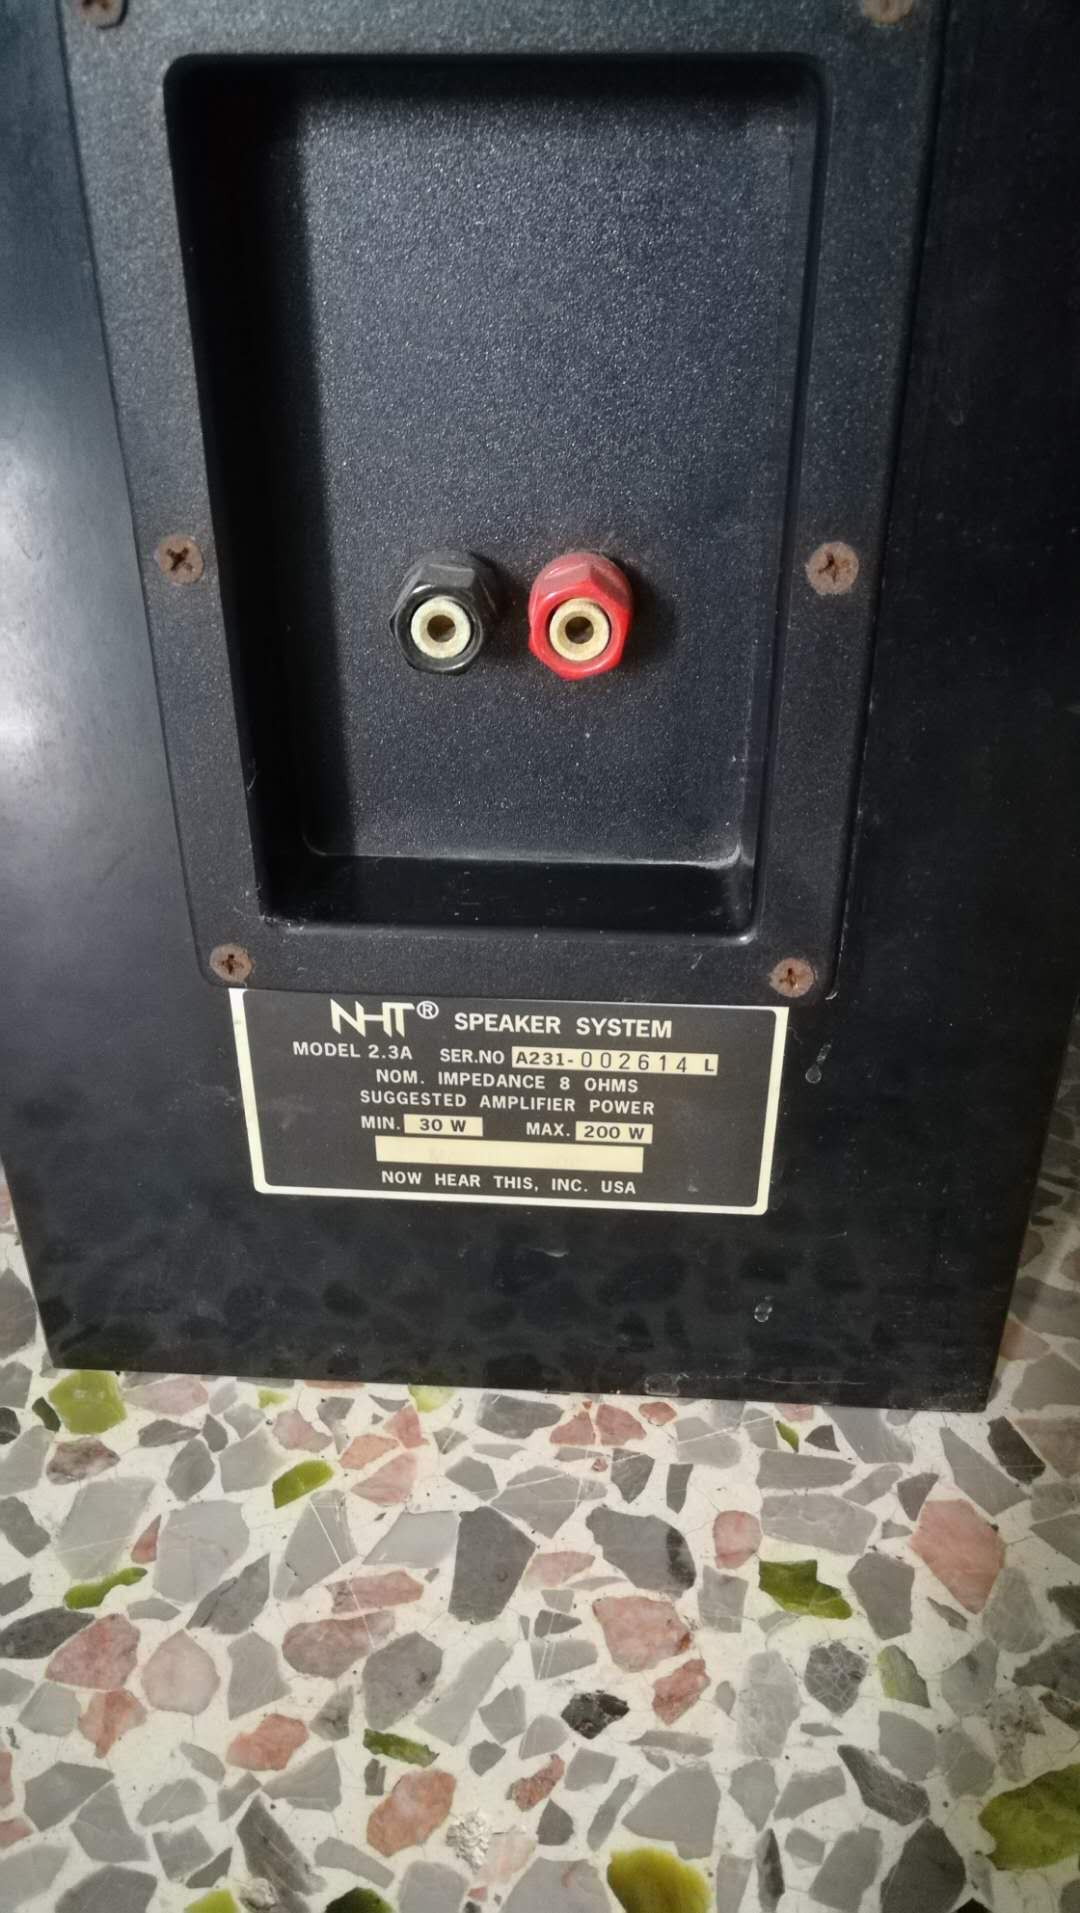 NHT® SPEAKER SYSTEM
MODEL 2.3A SER.NO A231-002614 L
NOM. IMPEDANCE 8 OHMS
SUGGESTED AMPLIFIER POWER
MIN. 30 W MAX. 200 W
NOW HEAR THIS, INC. USA